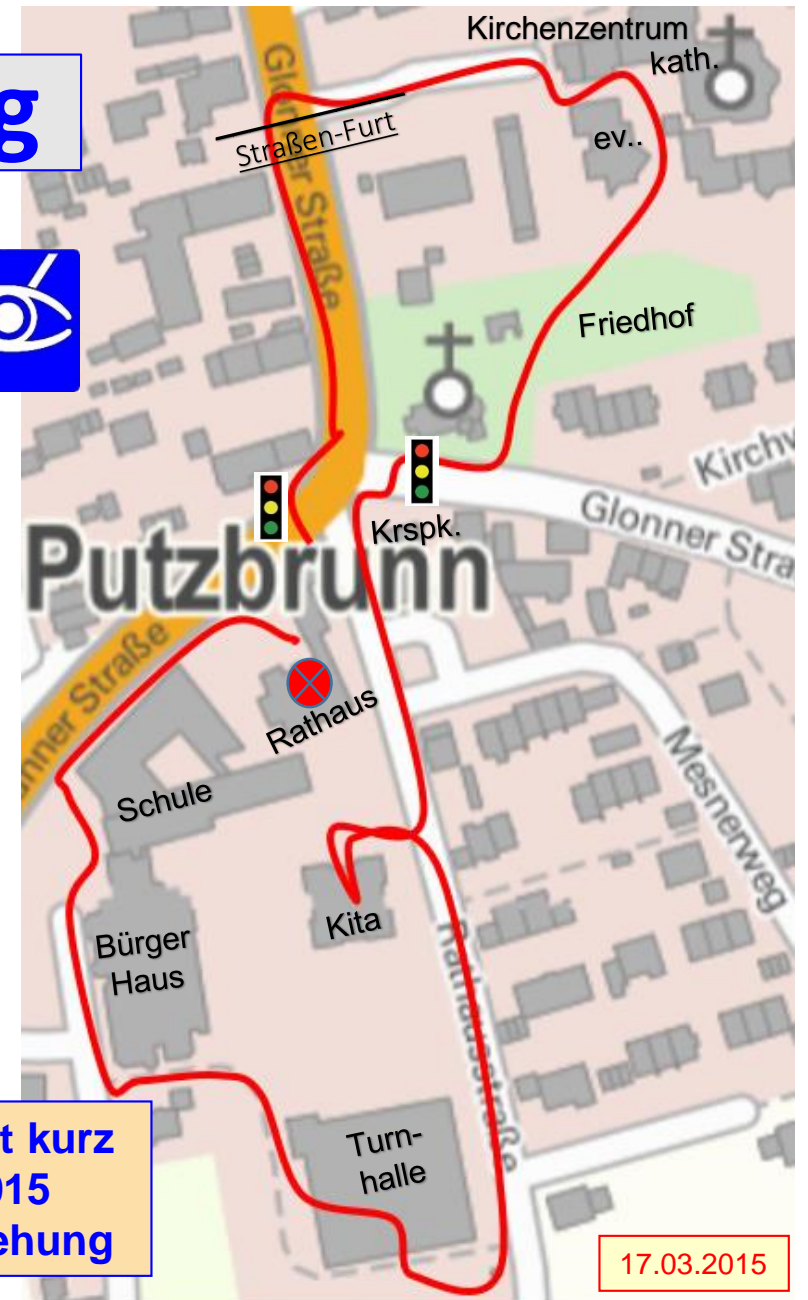 g
Kirchenzentrum
kath.
Glonner Straße
Straßen-Furt
ev..
Friedhof
Kirchv
Glonner Stra
Krspk.
Putzbrunn
nner Straße
Rathaus
Schule
Mesnerweg
Kita
Bürger
Haus
Rathausstraße
Turn-
halle
t kurz
015
ehung
17.03.2015